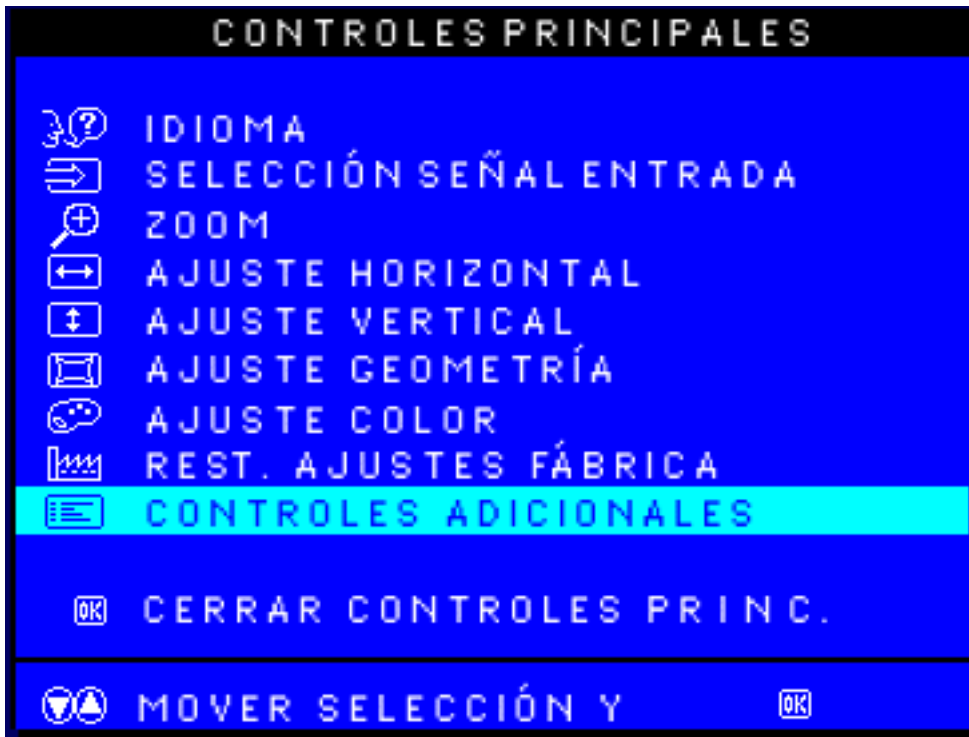 CONTROLES PRINCIPALES
IDIOMA
SELECCIÓN SEÑAL ENTRADA
ZOOM
AJUSTE HORIZONTAL
AJUSTE VERTICAL
AJUSTE GEOMETRÍA
AJUSTE COLOR
REST. AJUSTES FÁBRICA
CONTROLES ADICIONALES
OK CERRAR CONTROLES PRINC.
MOVER SELECCIÓN Y OK